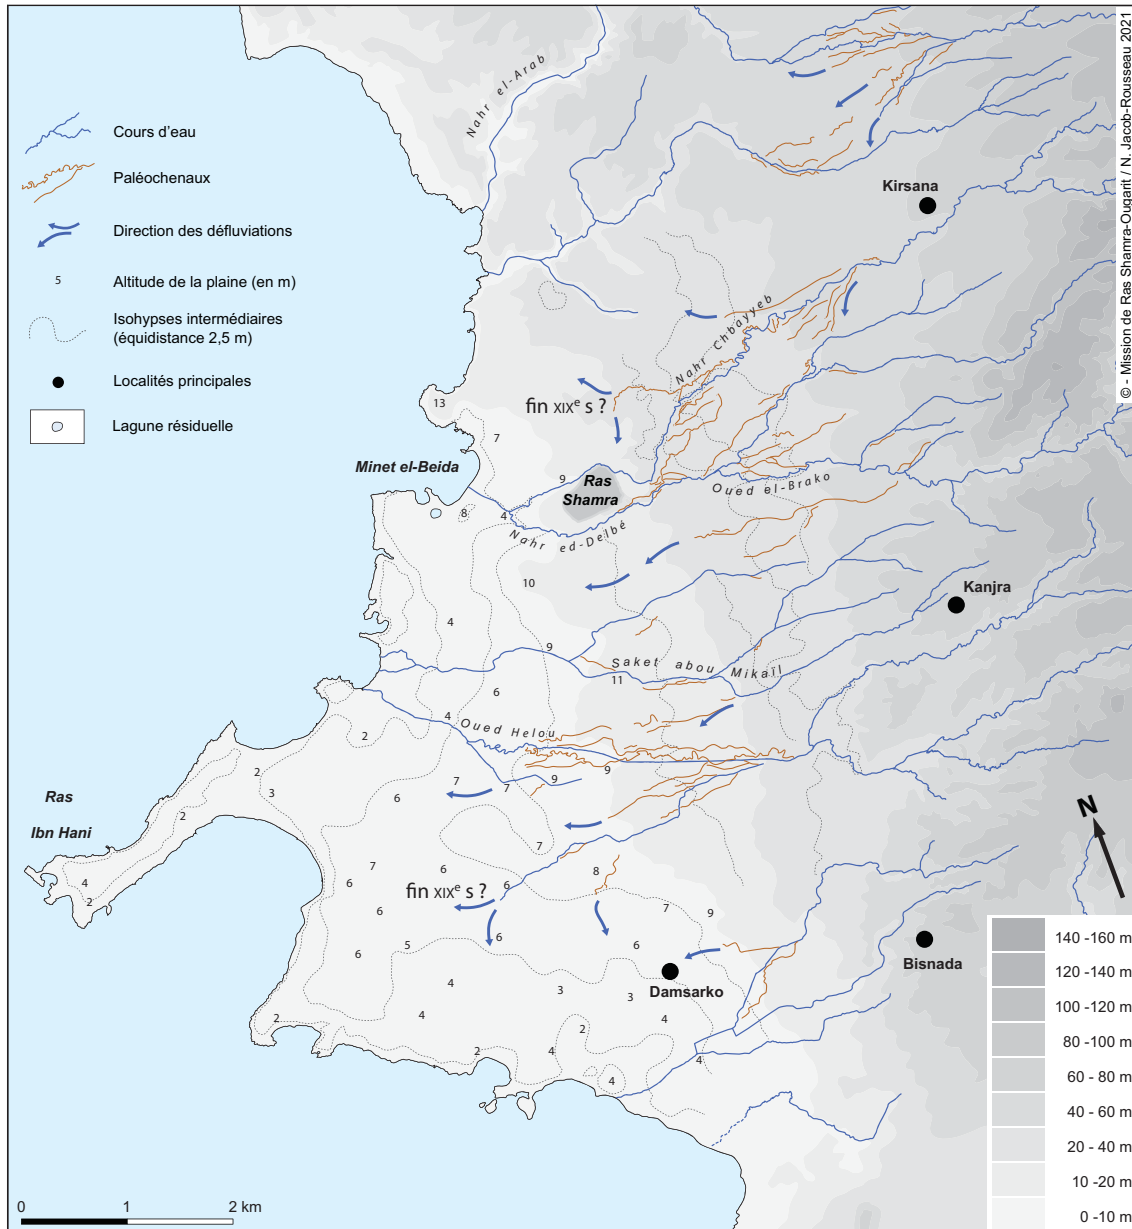 © - Mission de Ras Shamra-Ougarit / N. Jacob-Rousseau 2021
Cours d'eau
Paléochenaux
Direction des défluviations
5
Altitude de la plaine (en m)
Isohypses intermédiaires
(équidistance 2,5 m)
Localités principales
Lagune résiduelle
Nahr el-Arab
Kirsana
Nahr Chbayyeb
13
fin XIXe s ?
7
Minet el-Beida
9
Ras
Shamra
Oued el-Brako
8
4
Nahr ed-Delbé
10
Kanjra
4
9
Saket abou Mikaïl
11
6
4
Oued Helou
2
9
9
7
7
2
3
6
2
Ras
Ibn Hani
7
7
6
8
6
4
2
6
fin XIXe s ?
6
7
9
6
5
6
6
6
Bisnada
Damsarko
4
3
3
4
2
4
2
2
4
4
4
N
140 -160 m
120 -140 m
100 -120 m
80 -100 m
60 - 80 m
40 - 60 m
20 - 40 m
10 -20 m
0 -10 m
0
1
2 km